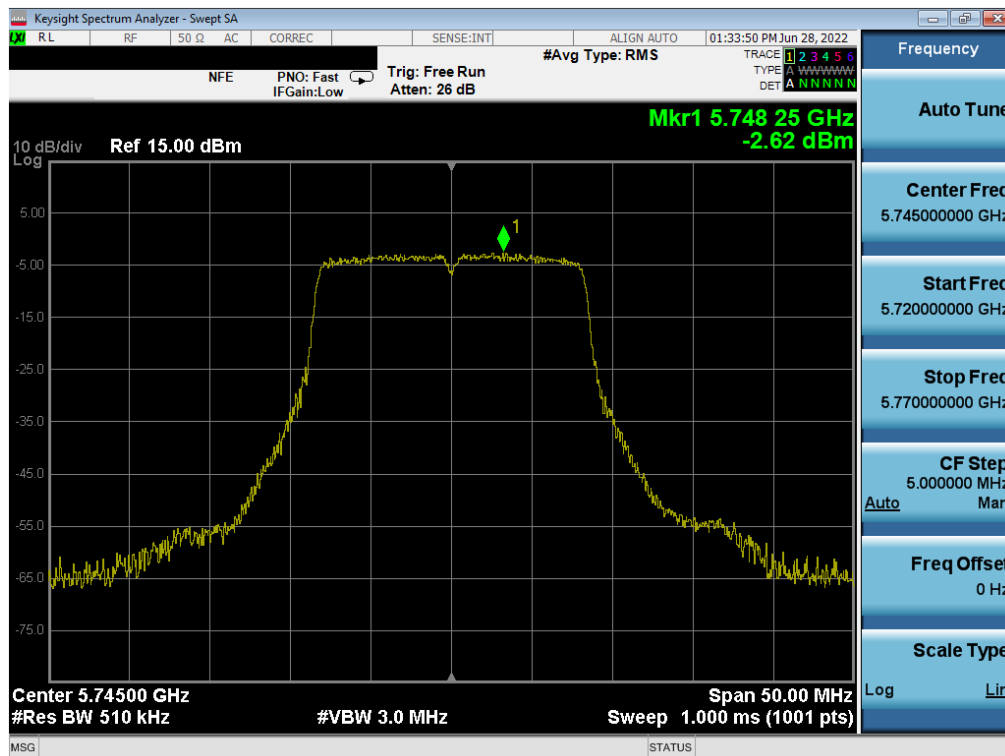 Keysight Spectrum Analyzer - Swept SA
LXI RL RF 50 Ω AC CORREC SENSE:INT ALIGN AUTO 01:33:50 PM Jun 28, 2022
#Avg Type: RMS TRACE 1 2 3 4 5 6
NFE PNO: Fast Trig: Free Run TYPE A WWWWW
IFGain:Low Atten: 26 dB DET A N N N N N
Mkr1 5.748 25 GHz
-2.62 dBm
10 dB/div Ref 15.00 dBm
Log
1
5.00
-5.00
-15.0
-25.0
-35.0
-45.0
-55.0
-65.0
-75.0
Center 5.74500 GHz Span 50.00 MHz
#Res BW 510 kHz #VBW 3.0 MHz Sweep 1.000 ms (1001 pts)
MSG STATUS
Frequency
Auto Tune
Center Freq
5.745000000 GHz
Start Freq
5.720000000 GHz
Stop Freq
5.770000000 GHz
CF Step
5.000000 MHz
Auto Man
Freq Offset
0 Hz
Scale Type
Log Lin